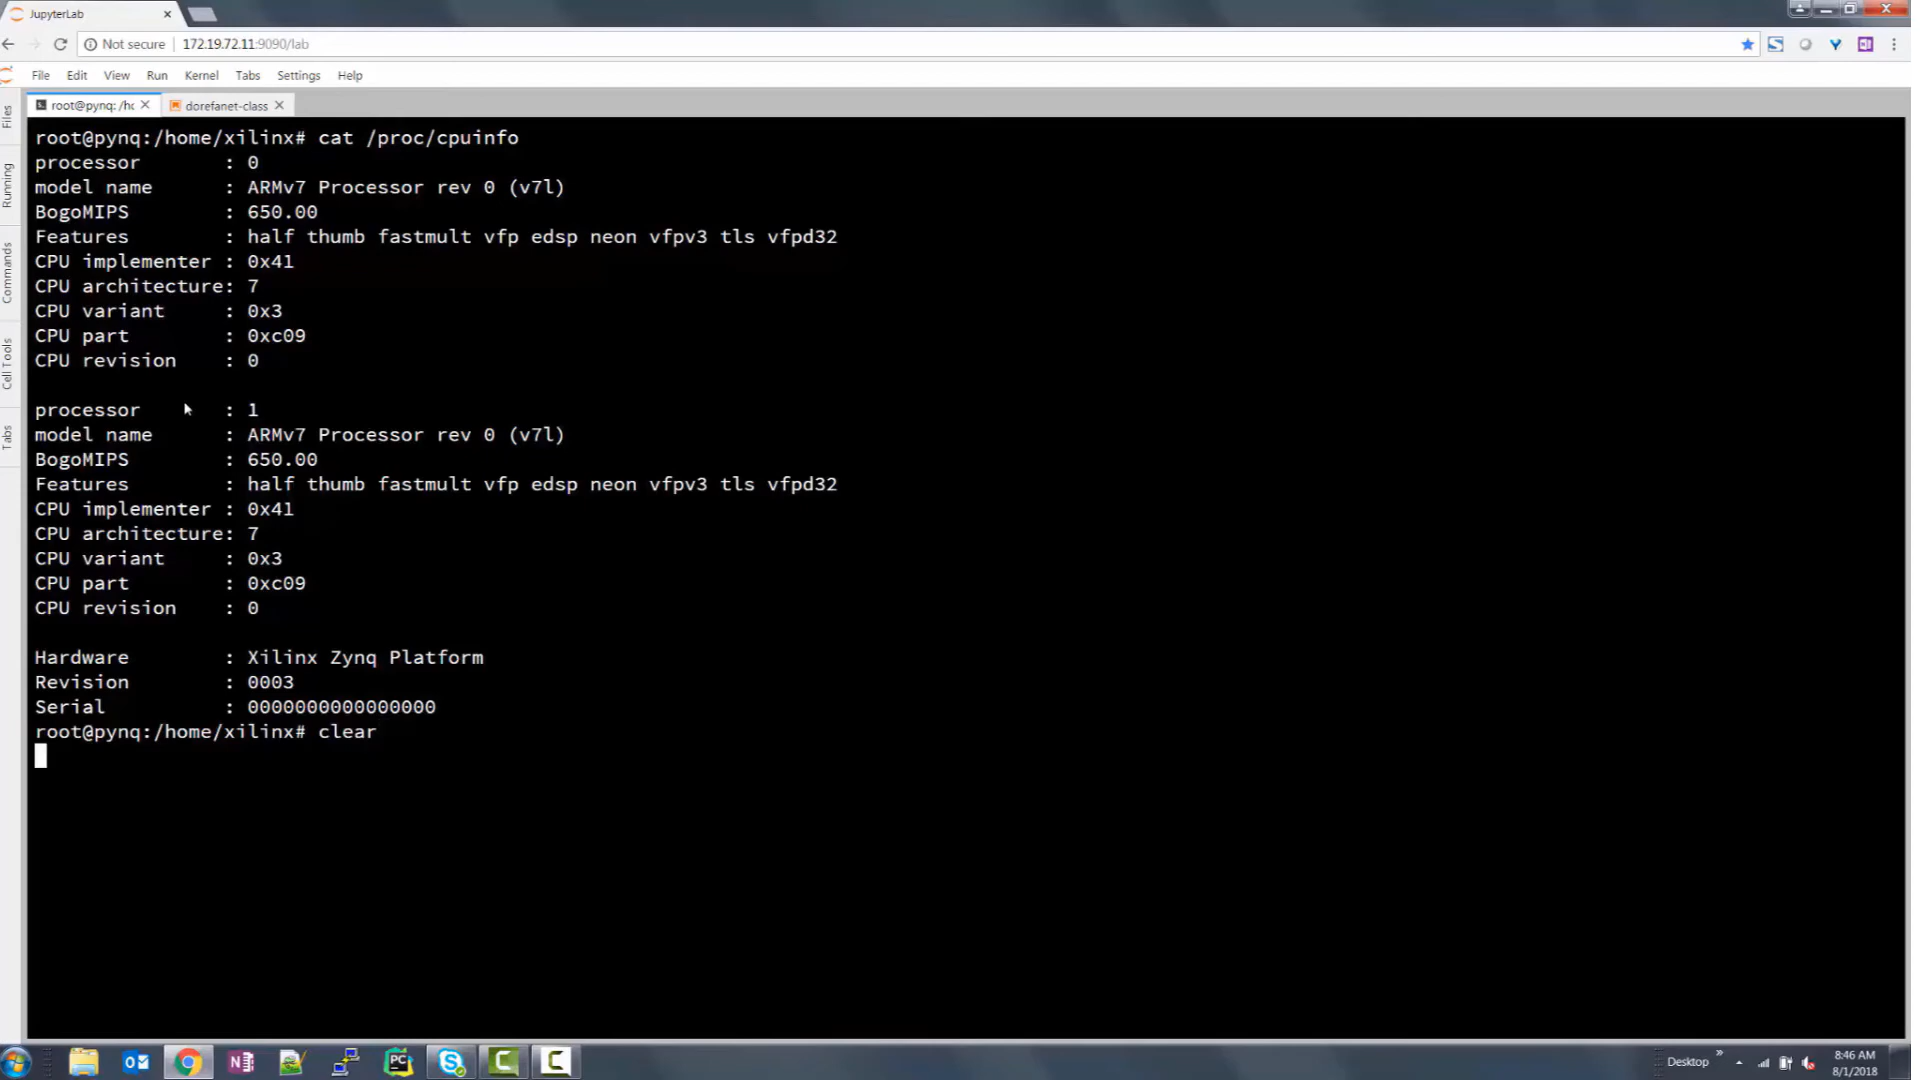 JupyterLab
Not secure 172.19.72.11:9090/lab
File Edit View Run Kernel Tabs Settings Help
root@pynq: /hc dorefanet-class
Files
Running
Commands
Cell Tools
Tabs
root@pynq:/home/xilinx# cat /proc/cpuinfo
processor : 0
model name : ARMv7 Processor rev 0 (v7l)
BogoMIPS : 650.00
Features : half thumb fastmult vfp edsp neon vfpv3 tls vfpd32
CPU implementer : 0x41
CPU architecture: 7
CPU variant : 0x3
CPU part : 0xc09
CPU revision : 0
processor : 1
model name : ARMv7 Processor rev 0 (v7l)
BogoMIPS : 650.00
Features : half thumb fastmult vfp edsp neon vfpv3 tls vfpd32
CPU implementer : 0x41
CPU architecture: 7
CPU variant : 0x3
CPU part : 0xc09
CPU revision : 0
Hardware : Xilinx Zynq Platform
Revision : 0003
Serial : 0000000000000000
root@pynq:/home/xilinx# clear
Desktop » 8:46 AM
8/1/2018